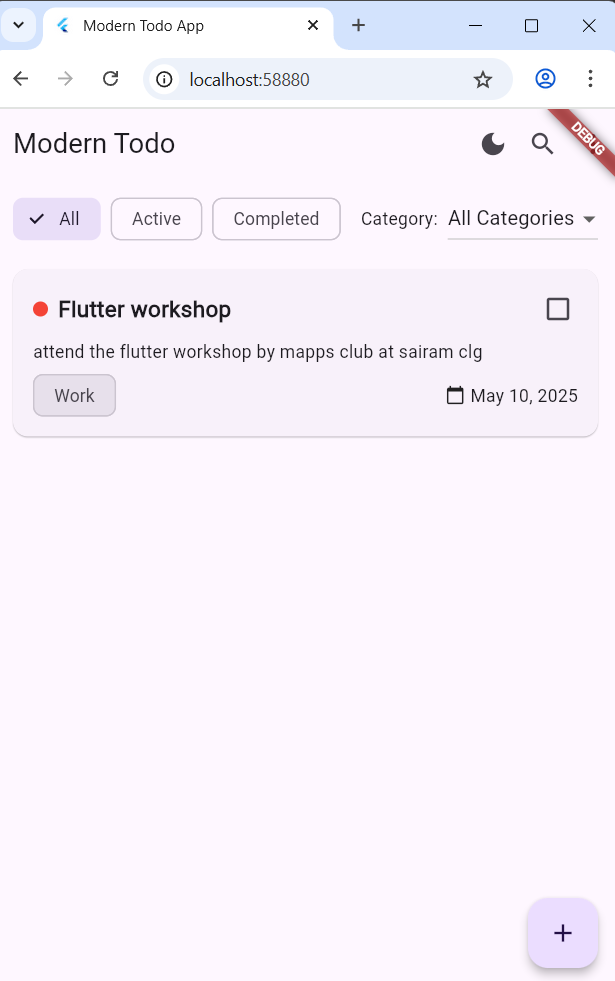 Modern Todo App
localhost:58880
Modern Todo
DEBUG
All Active Completed Category: All Categories
Flutter workshop
attend the flutter workshop by mapps club at sairam clg
Work May 10, 2025